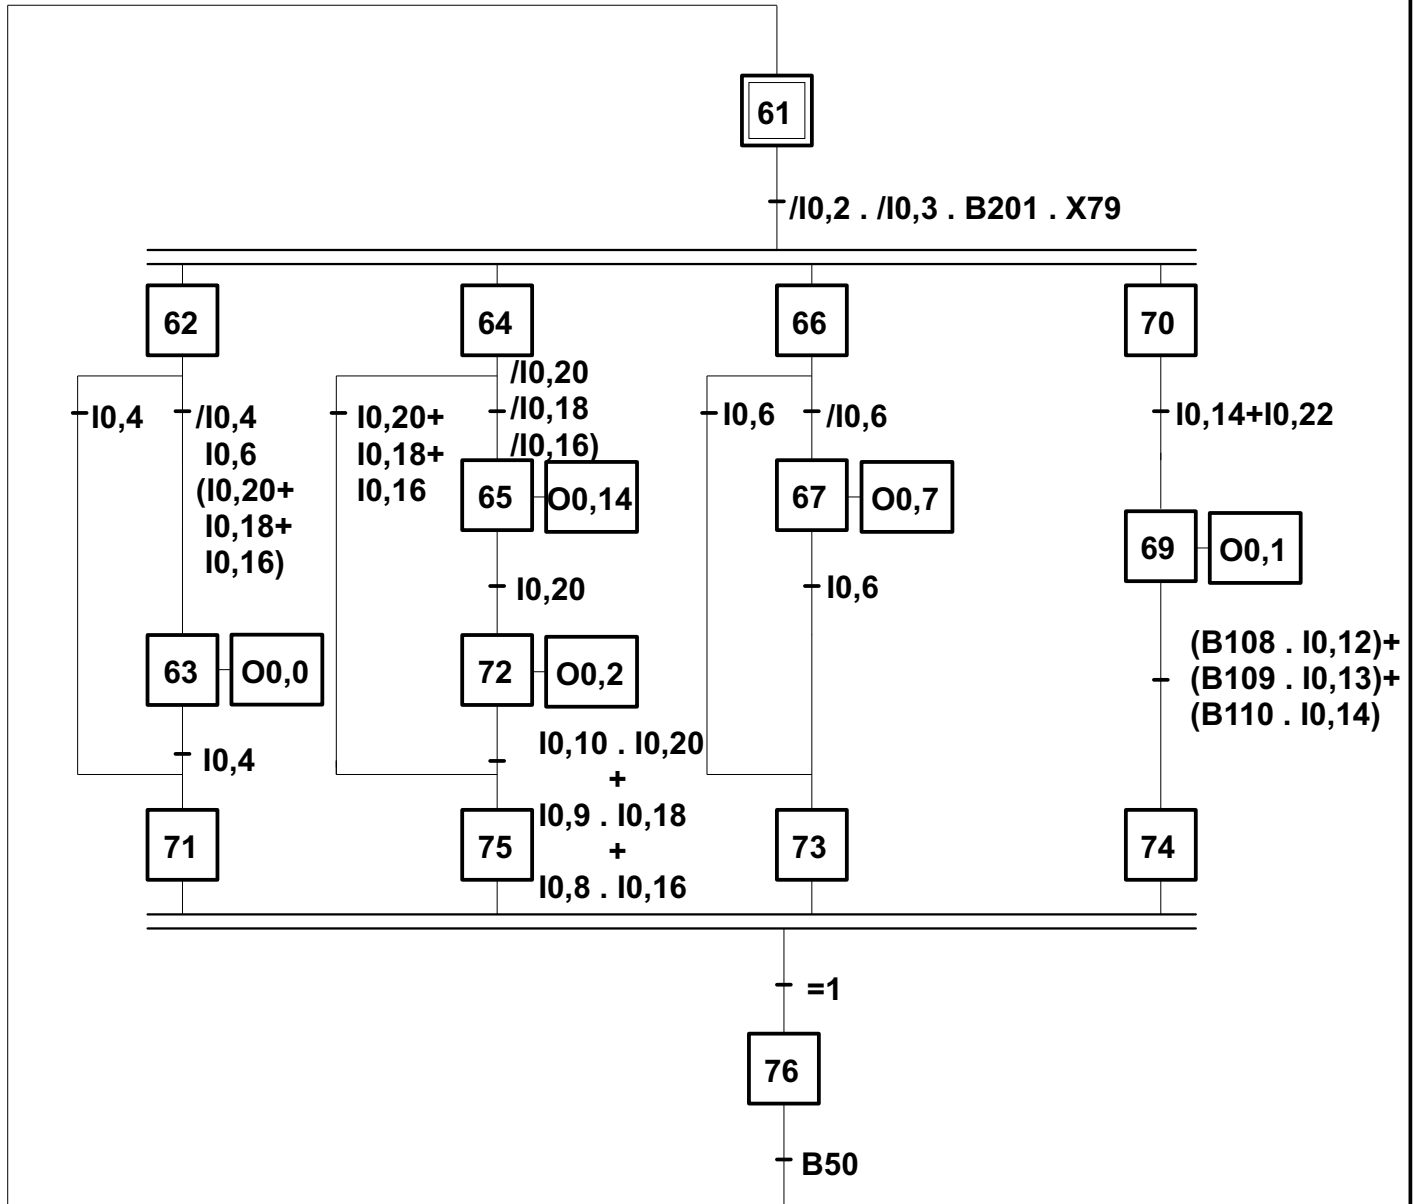 61
/I0,2 . /I0,3 . B201 . X79
62
64
66
70
I0,4
/I0,4
I0,6
(I0,20+
I0,18+
I0,16)
I0,20+
I0,18+
I0,16
/I0,20
/I0,18
/I0,16)
I0,6
/I0,6
I0,14+I0,22
65
O0,14
67
O0,7
69
O0,1
I0,20
I0,6
63
O0,0
72
O0,2
(B108 . I0,12)+
(B109 . I0,13)+
(B110 . I0,14)
I0,4
I0,10 . I0,20
+
I0,9 . I0,18
+
I0,8 . I0,16
71
75
73
74
=1
76
B50